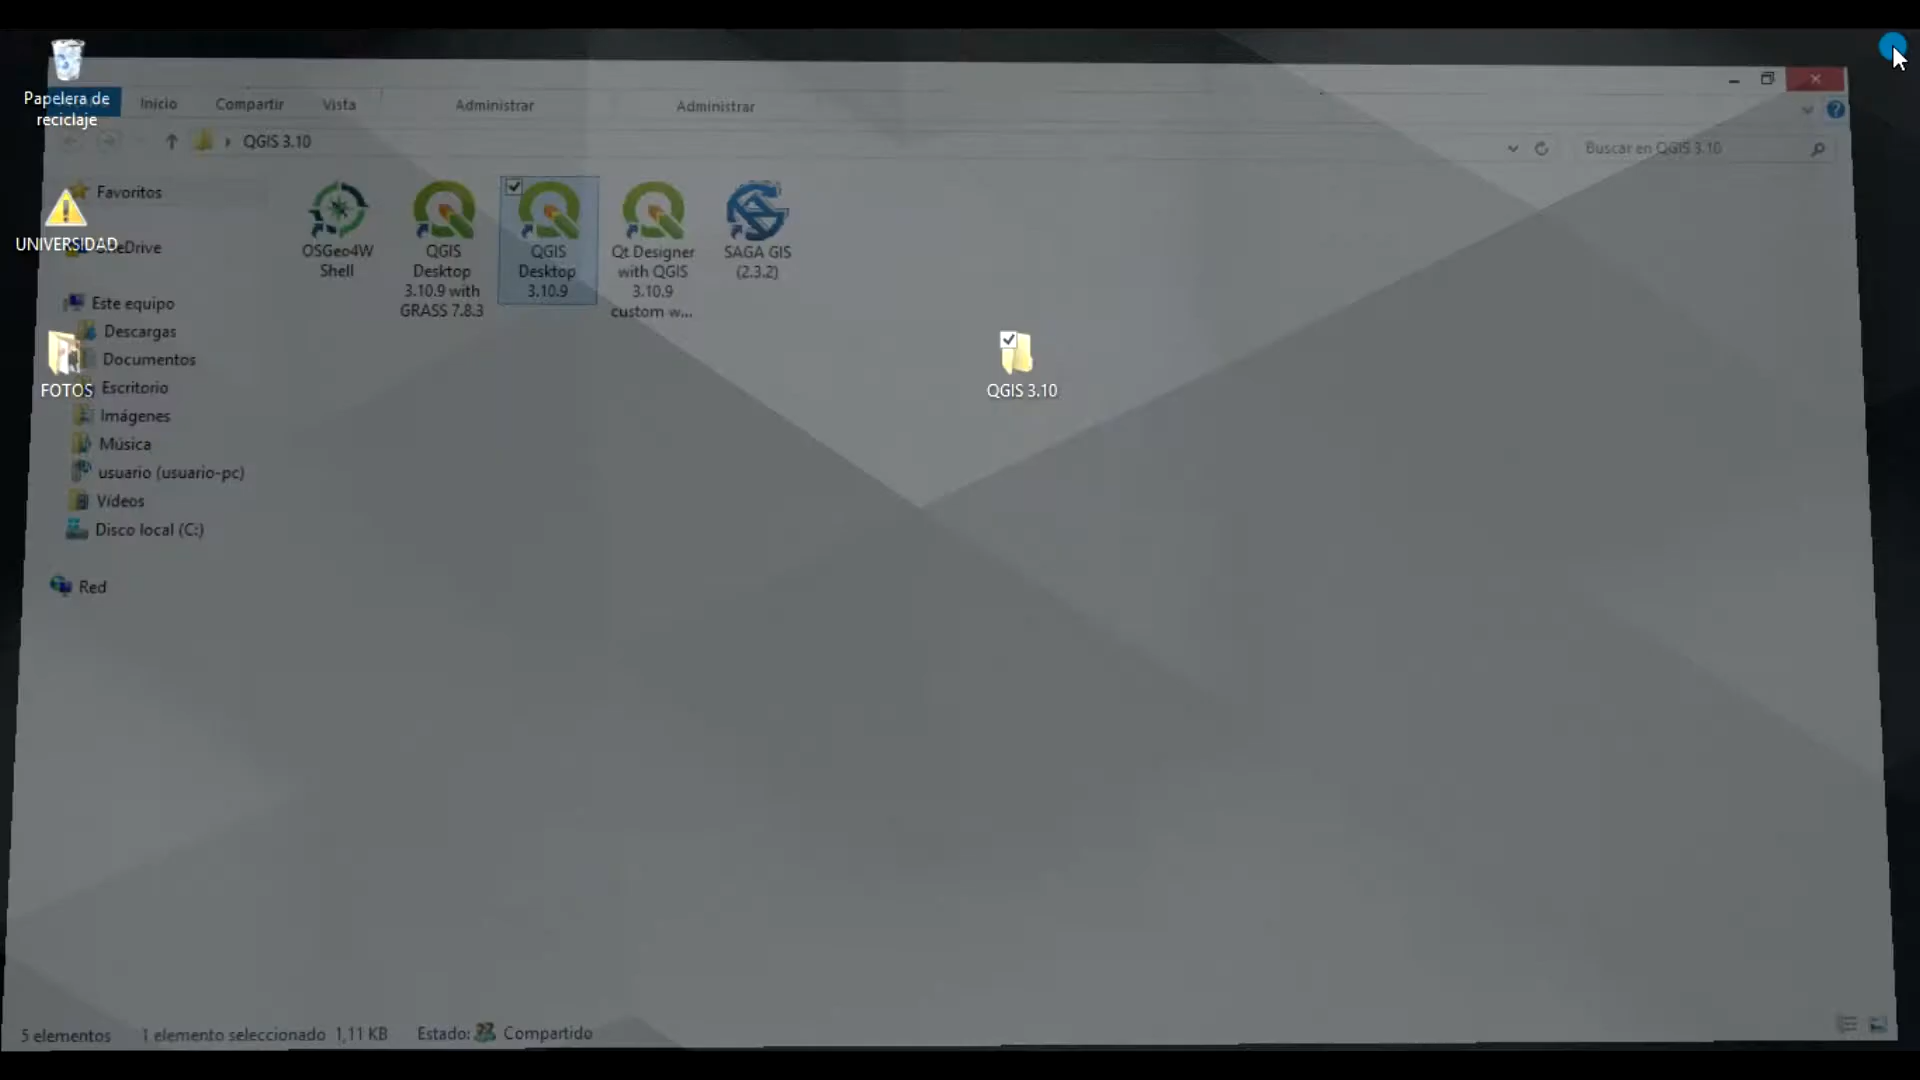 Papelera de
reciclaje
Inicio
Compartir
Vista
Administrar
Administrar
QGIS 3.10
Buscar en QGIS 3.10
Favoritos
UNIVERSIDAD
OneDrive
Este equipo
Descargas
Documentos
FOTOS
Escritorio
Imágenes
Música
usuario (usuario-pc)
Vídeos
Disco local (C:)
Red
OSGeo4W
Shell
QGIS
Desktop
3.10.9 with
GRASS 7.8.3
QGIS
Desktop
3.10.9
Qt Designer
with QGIS
3.10.9
custom w...
SAGA GIS
(2.3.2)
QGIS 3.10
5 elementos
1 elemento seleccionado 1,11 KB
Estado: Compartido